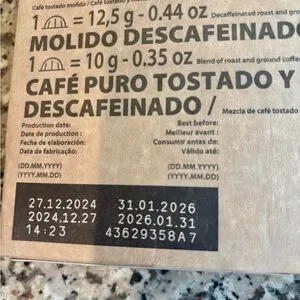 Café tostado molido / Café tostado y
1 = 12,5 g - 0.44 oz Decaffeinated roast and gro
MOLIDO DESCAFEINADO
1 = 10 g - 0.35 oz Blend of roast and ground coffee
CAFÉ PURO TOSTADO Y
DESCAFEINADO / Mezcla de café tostado
Production date: Best before:
Date de production : Meilleur avant :
Fecha de elaboración: Consumir antes de:
Data de fabricação: Válido até:
(DD.MM.YYYY) (DD.MM.YYYY)
(YYYY.MM.DD) (YYYY.MM.DD)
27.12.2024 31.01.2026
2024.12.27 2026.01.31
14:23 43629358A7